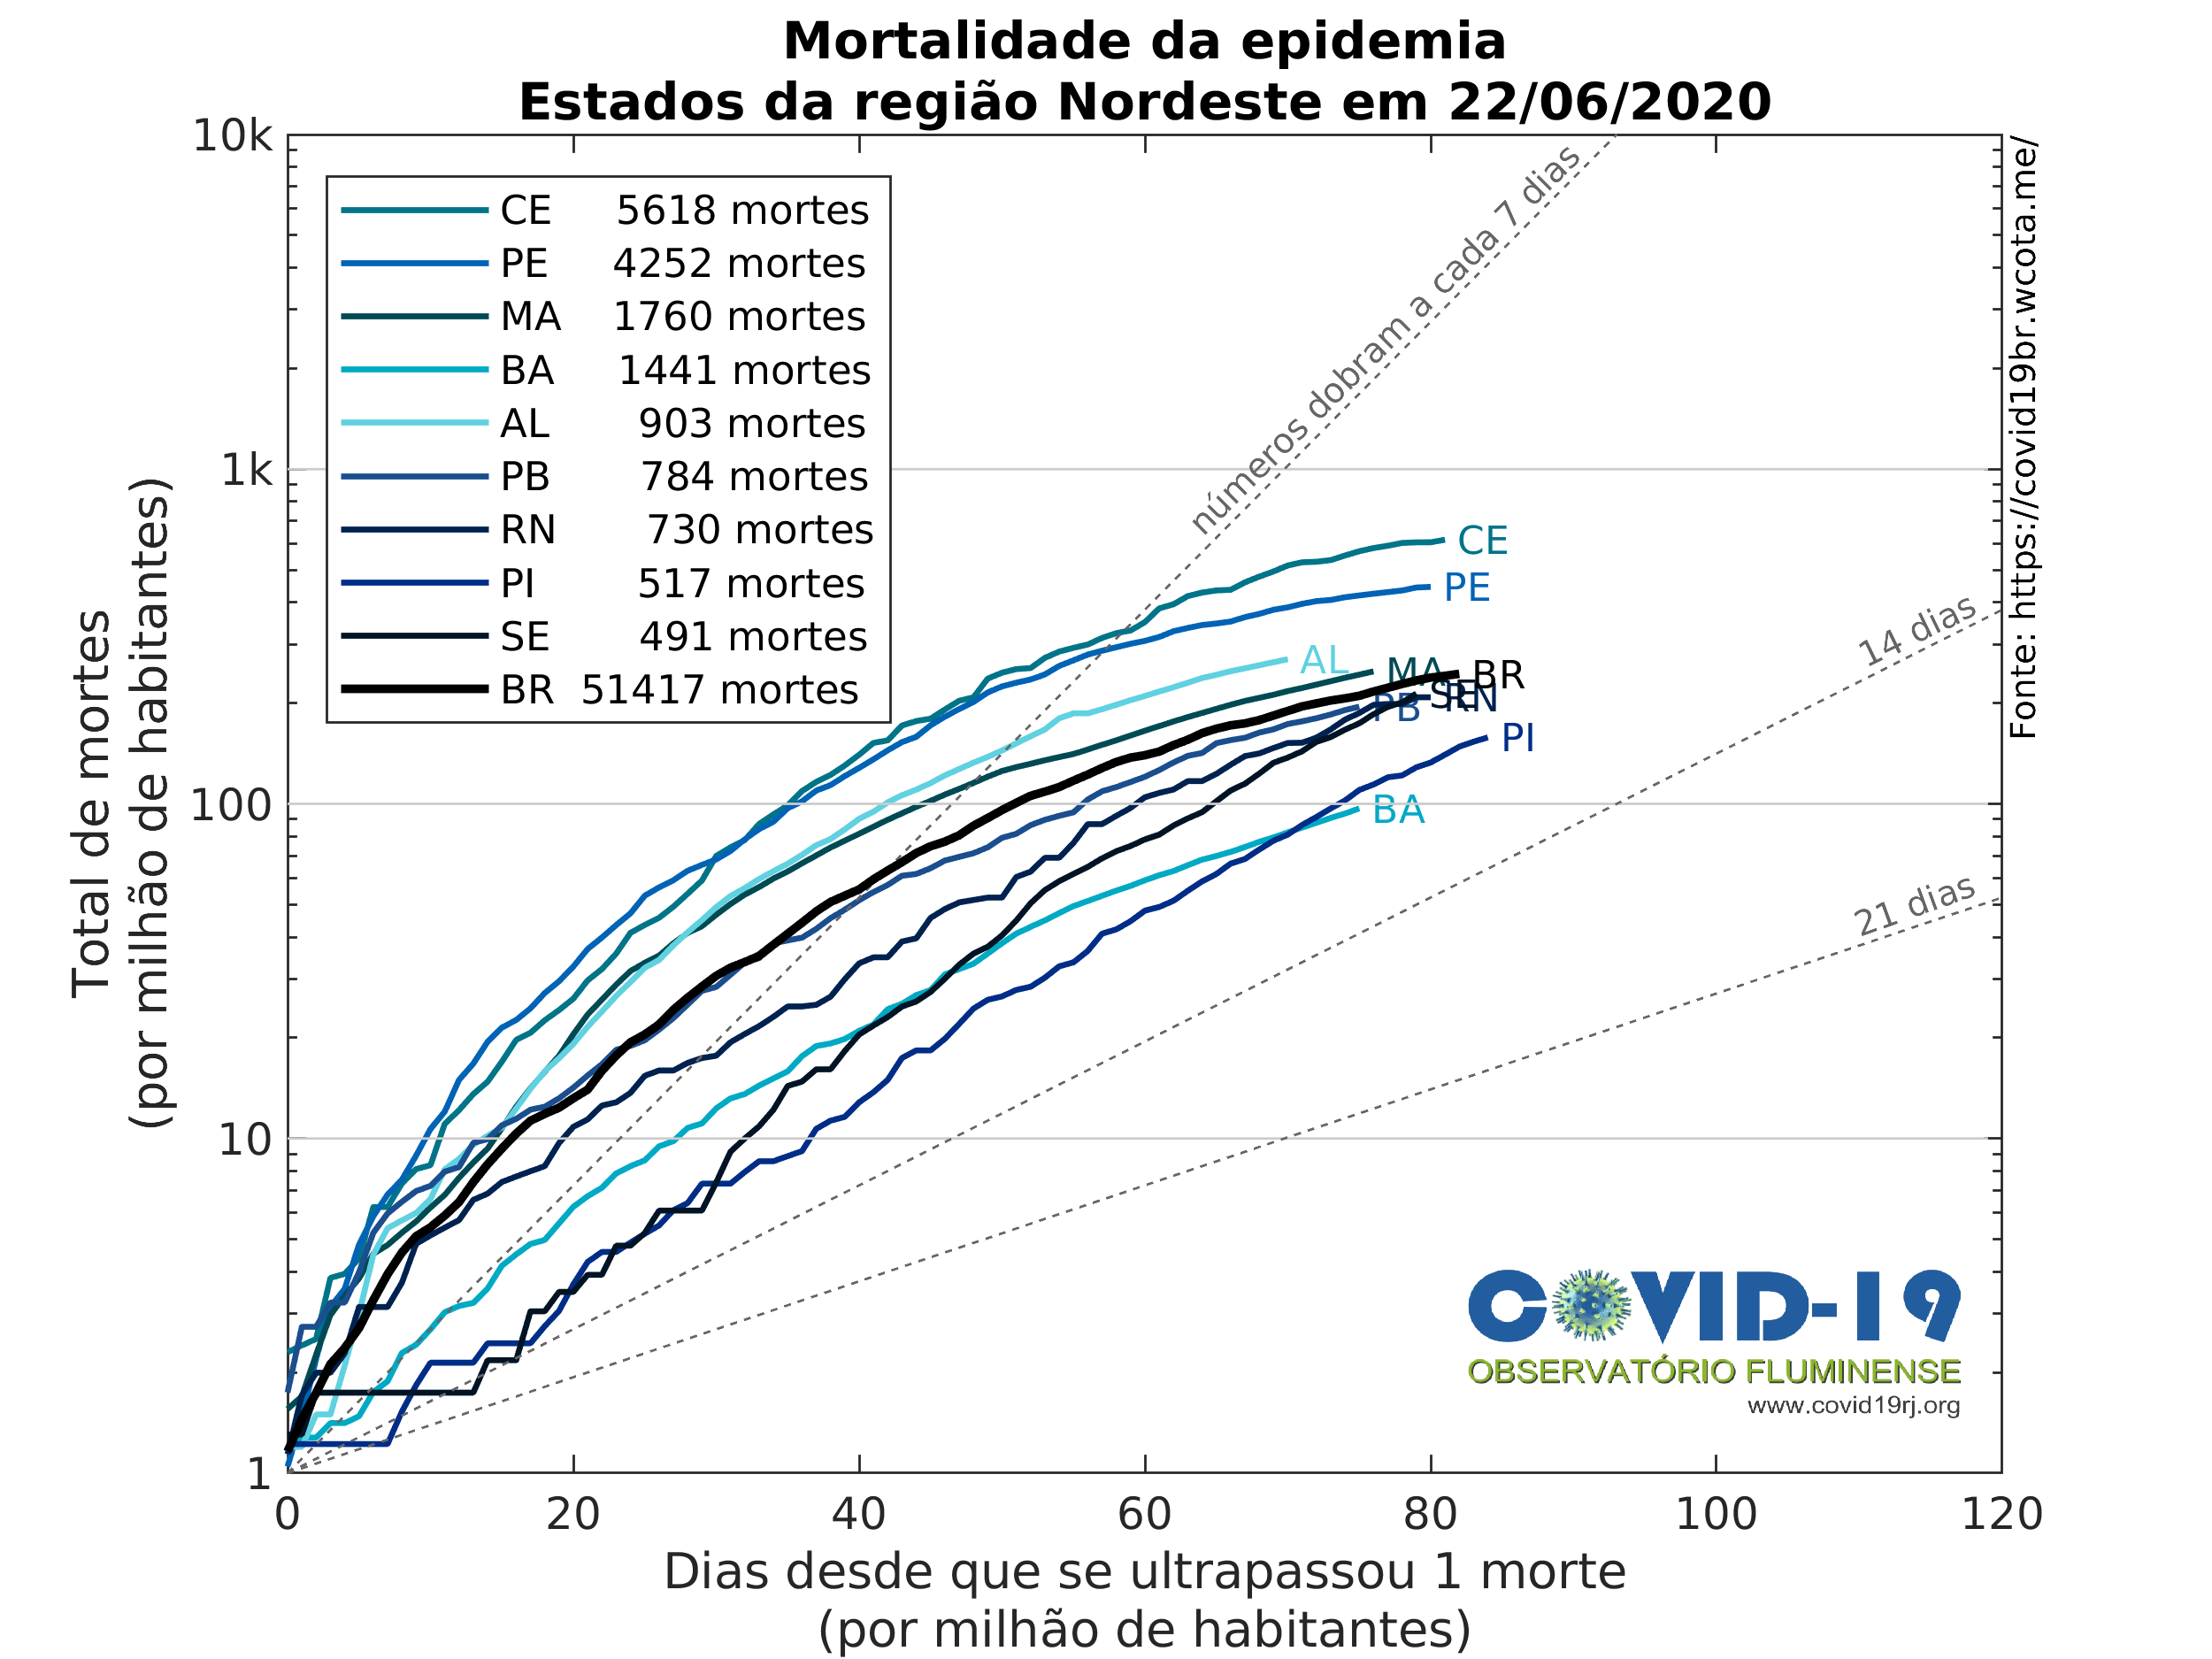 Mortalidade da epidemia
Estados da região Nordeste em 22/06/2020
10k
1k
100
10
1
Total de mortes
(por milhão de habitantes)
CE 5618 mortes
PE 4252 mortes
MA 1760 mortes
BA 1441 mortes
AL 903 mortes
PB 784 mortes
RN 730 mortes
PI 517 mortes
SE 491 mortes
BR 51417 mortes
números dobram a cada 7 dias
14 dias
21 dias
CE
PE
AL
MA
BR
SE
RN
PB
PI
BA
Fonte: https://covid19br.wcota.me/
COVID-19
OBSERVATÓRIO FLUMINENSE
www.covid19rj.org
0 20 40 60 80 100 120
Dias desde que se ultrapassou 1 morte
(por milhão de habitantes)